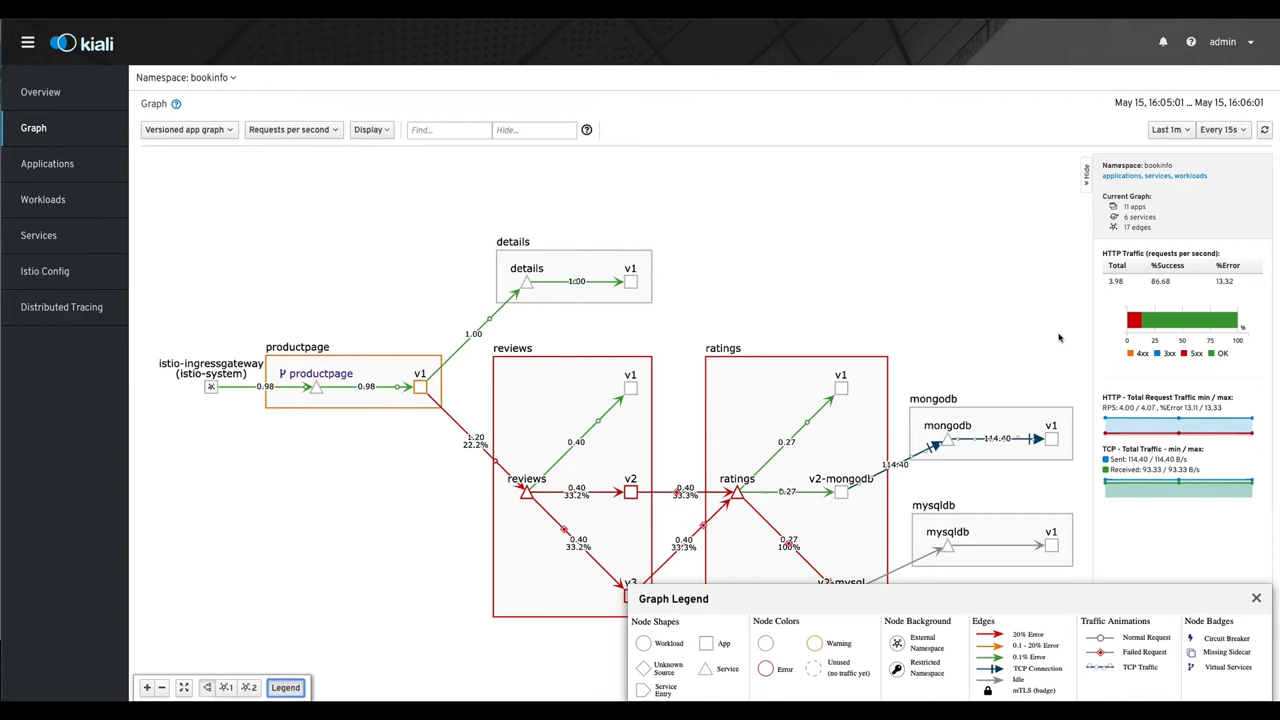 kiali
admin
Namespace: bookinfo
Overview
Graph
Applications
Workloads
Services
Istio Config
Distributed Tracing
Graph
May 15, 16:05:01 ... May 15, 16:06:01
Versioned app graph
Requests per second
Display
Find...
Hide...
Last 1m
Every 15s
Hide
Namespace: bookinfo
applications, services, workloads
Current Graph:
11 apps
6 services
17 edges
HTTP Traffic (requests per second):
Total %Success %Error
3.98 86.68 13.32
%
0 25 50 75 100
4xx 3xx 5xx OK
HTTP - Total Request Traffic min / max:
RPS: 4.00 / 4.07 , %Error 13.11 / 13.33
TCP - Total Traffic - min / max:
Sent: 114.40 / 114.40 B/s
Received: 93.33 / 93.33 B/s
details
details
v1
1.00
1.00
productpage
istio-ingressgateway
(istio-system)
productpage
v1
0.98
0.98
1.20
22.2%
reviews
v1
0.40
reviews
v2
0.40
33.2%
0.40
33.2%
v3
0.40
33.3%
0.40
33.3%
ratings
v1
0.27
ratings
v2-mongodb
0.27
0.27
100%
v2-mysql
mongodb
mongodb
v1
114.40
114.40
mysqldb
mysqldb
v1
Graph Legend
Node Shapes
Workload
App
Unknown
Source
Service
Service
Entry
Node Colors
Warning
Error
Unused
(no traffic yet)
Node Background
External
Namespace
Restricted
Namespace
Edges
20% Error
0.1 - 20% Error
0.1% Error
TCP Connection
Idle
mTLS (badge)
Traffic Animations
Normal Request
Failed Request
TCP Traffic
Node Badges
Circuit Breaker
Missing Sidecar
Virtual Services
1
2
Legend